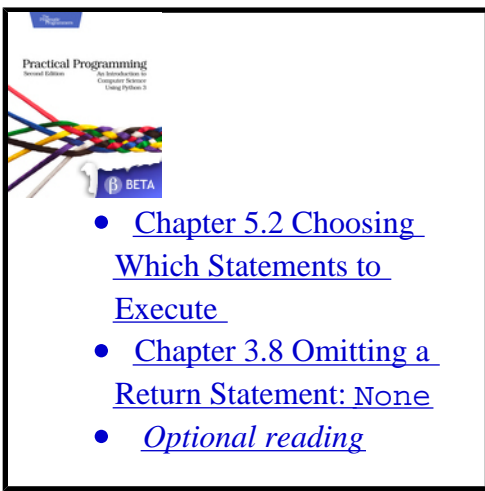 Practical Programming
Second Edition
An Introduction to
Computer Science
Using Python 3
β BETA
Chapter 5.2 Choosing
Which Statements to
Execute
Chapter 3.8 Omitting a
Return Statement: None
Optional reading